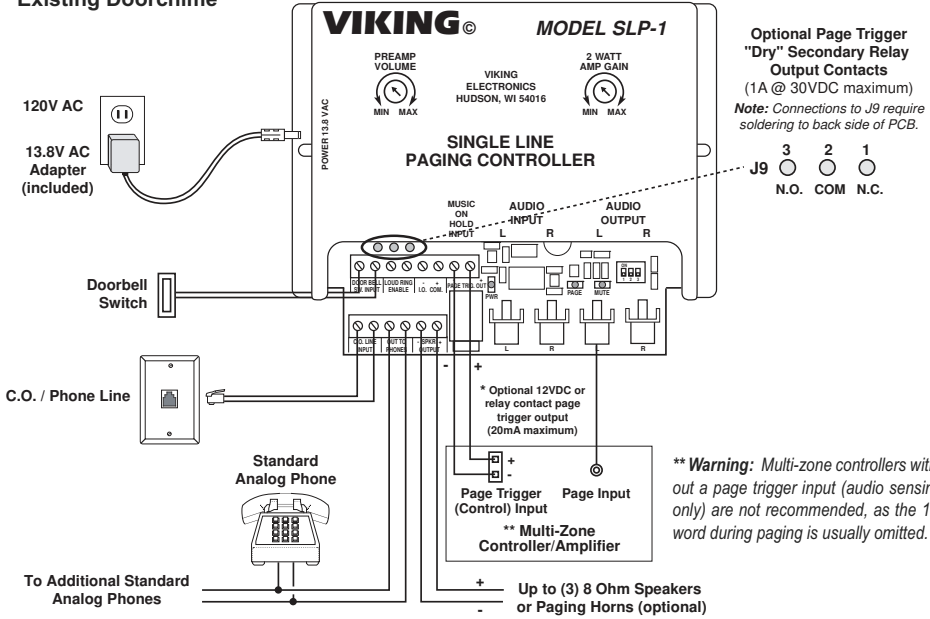 Existing Doorchime
VIKING©
MODEL SLP-1
PREAMP
VOLUME
MIN MAX
VIKING
ELECTRONICS
HUDSON, WI 54016
2 WATT
AMP GAIN
MIN MAX
POWER 13.8 VAC
SINGLE LINE
PAGING CONTROLLER
MUSIC
ON
HOLD
INPUT
AUDIO
INPUT
L R
AUDIO
OUTPUT
L R
Optional Page Trigger
"Dry" Secondary Relay
Output Contacts
(1A @ 30VDC maximum)
Note: Connections to J9 require
soldering to back side of PCB.
3 2 1
J9
N.O. COM N.C.
120V AC
13.8V AC
Adapter
(included)
Doorbell
Switch
DOOR BELL
SW. INPUT
LOUD RING
ENABLE
- +
I.O. COM.
- +
PAGE TRIG. OUT
PWR
PAGE
MUTE
ON
1 2 3
C.O. LINE
INPUT
OUT TO
PHONES
- SPKR +
OUTPUT
L R L R
C.O. / Phone Line
- +
* Optional 12VDC or
relay contact page
trigger output
(20mA maximum)
+
-
Page Trigger
(Control) Input
Page Input
** Multi-Zone
Controller/Amplifier
** Warning: Multi-zone controllers with
out a page trigger input (audio sensin
only) are not recommended, as the 1
word during paging is usually omitted.
Standard
Analog Phone
To Additional Standard
Analog Phones
+
-
Up to (3) 8 Ohm Speakers
or Paging Horns (optional)